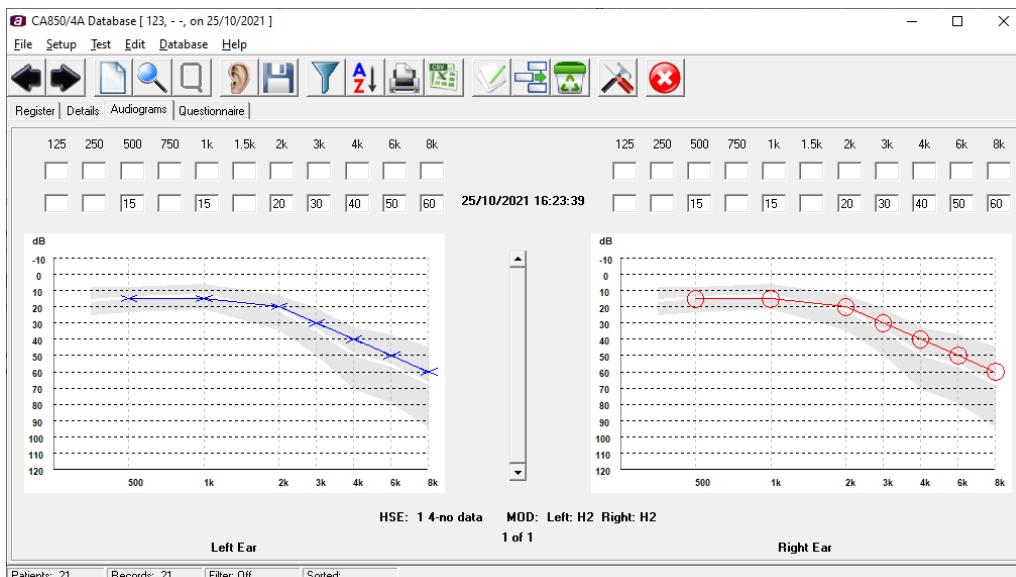 CA850/4A Database [ 123, - -, on 25/10/2021 ]
File Setup Test Edit Database Help
A Z CSV
Register Details Audiograms Questionnaire
125 250 500 750 1k 1.5k 2k 3k 4k 6k 8k 125 250 500 750 1k 1.5k 2k 3k 4k 6k 8k
15 15 20 30 40 50 60 25/10/2021 16:23:39 15 15 20 30 40 50 60
dB dB
-10 -10
0 0
10 10
20 20
30 30
40 40
50 50
60 60
70 70
80 80
90 90
100 100
110 110
120 120
500 1k 2k 3k 4k 6k 8k 500 1k 2k 3k 4k 6k 8k
HSE: 1 4-no data MOD: Left: H2 Right: H2
1 of 1
Left Ear Right Ear
Patients: 21 Records: 21 Filter: Off Sorted: